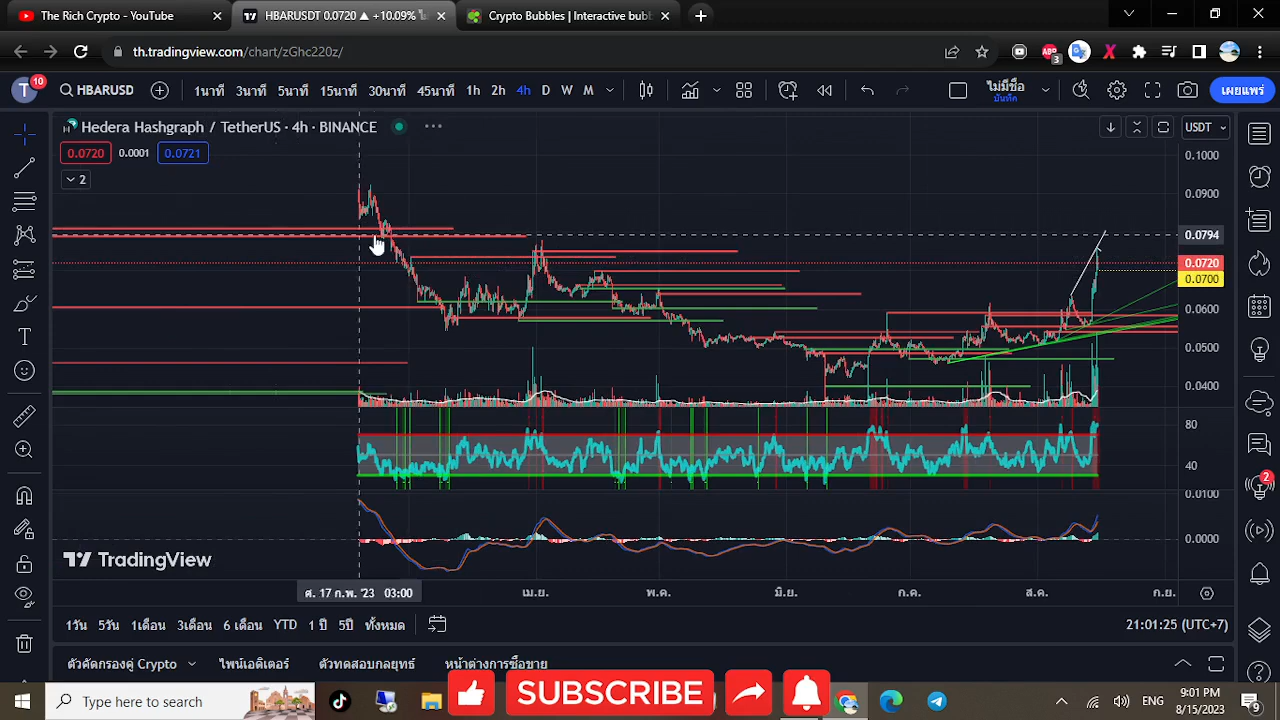 The Rich Crypto - YouTube
HBARUSDT 0.0720 ▲ +10.09%
Crypto Bubbles | Interactive bubb
th.tradingview.com/chart/zGhc220z/
3
T
10
HBARUSD
1นาที 3นาที 5นาที 15นาที 30นาที 45นาที 1h 2h 4h D W M
ไม่มีชื่อ
บันทึก
เผยแพร่
Hedera Hashgraph / TetherUS · 4h · BINANCE
0.0720 0.0001 0.0721
2
USDT
0.1000
0.0900
0.0794
0.0720
0.0700
0.0600
0.0500
0.0400
80
40
0.0100
0.0000
2
TradingView
ศ. 17 ก.พ. '23 03:00
เม.ย. พ.ค. มิ.ย. ก.ค. ส.ค. ก.ย.
1วัน 5วัน 1เดือน 3เดือน 6 เดือน YTD 1 ปี 5ปี ทั้งหมด
21:01:25 (UTC+7)
ตัวคัดกรองคู่ Crypto ไพน์เอดิเตอร์ ตัวทดสอบกลยุทธ์ หน้าต่างการซื้อขาย
SUBSCRIBE
Type here to search
ENG
9:01 PM
8/15/2023
9